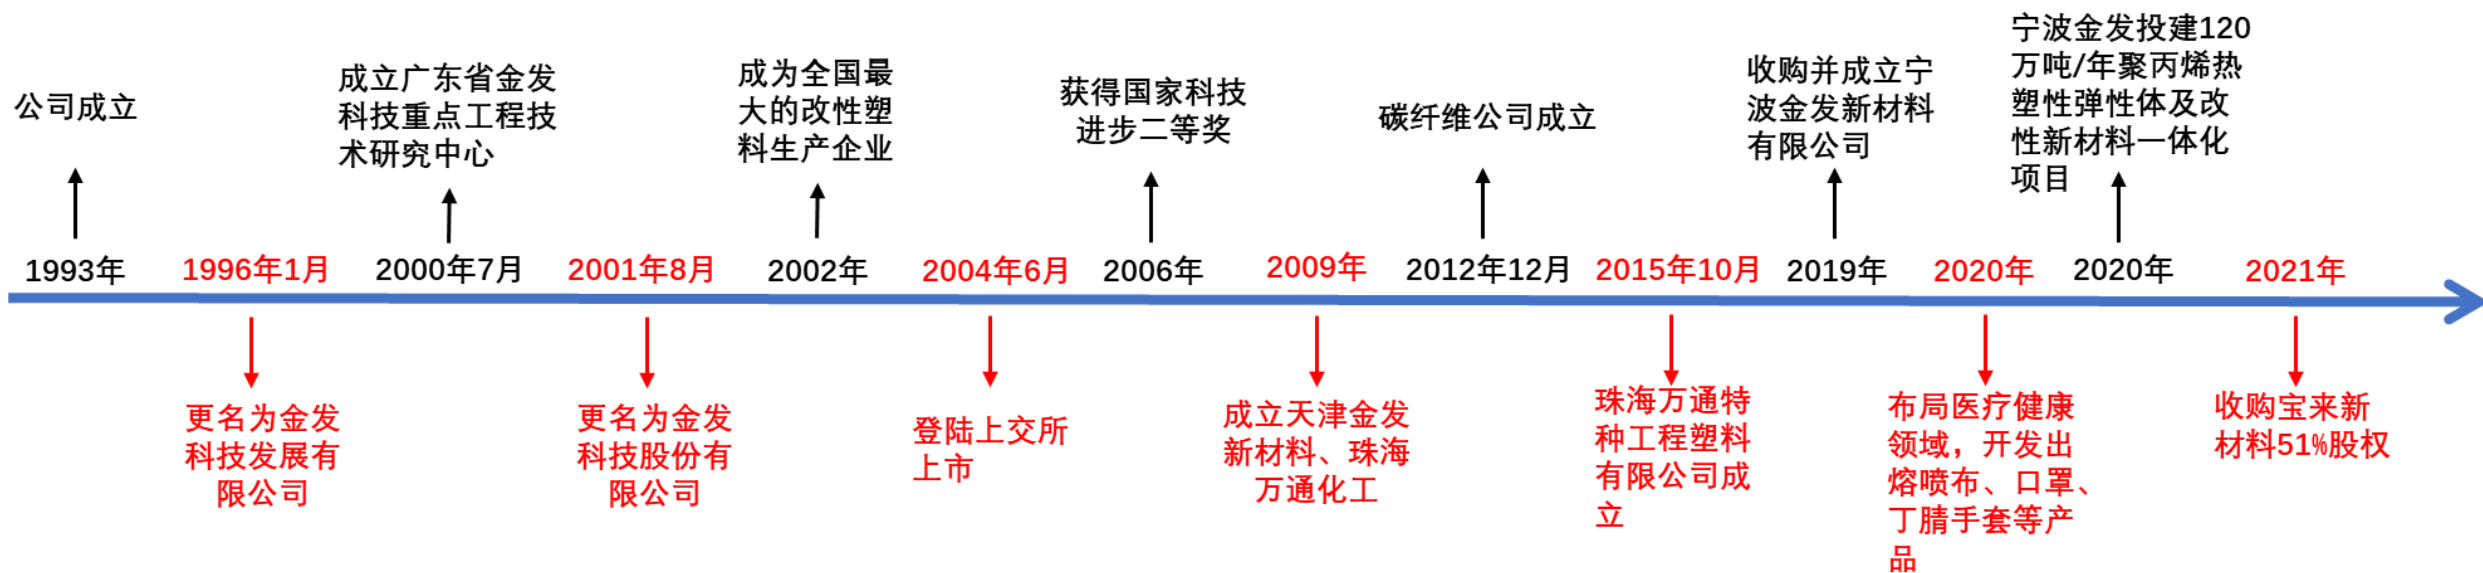 公司成立
成立广东省金发
科技重点工程技
术研究中心
成为全国最
大的改性塑
料生产企业
获得国家科技
进步二等奖
碳纤维公司成立
收购并成立宁
波金发新材料
有限公司
宁波金发投建120
万吨/年聚丙烯热
塑性弹性体及改
性新材料一体化
项目
1993年
1996年1月
2000年7月
2001年8月
2002年
2004年6月
2006年
2009年
2012年12月
2015年10月
2019年
2020年
2020年
2021年
更名为金发
科技发展有
限公司
更名为金发
科技股份有
限公司
登陆上交所
上市
成立天津金发
新材料、珠海
万通化工
珠海万通特
种工程塑料
有限公司成
立
布局医疗健康
领域，开发出
熔喷布、口罩、
丁腈手套等产
品
收购宝来新
材料51%股权